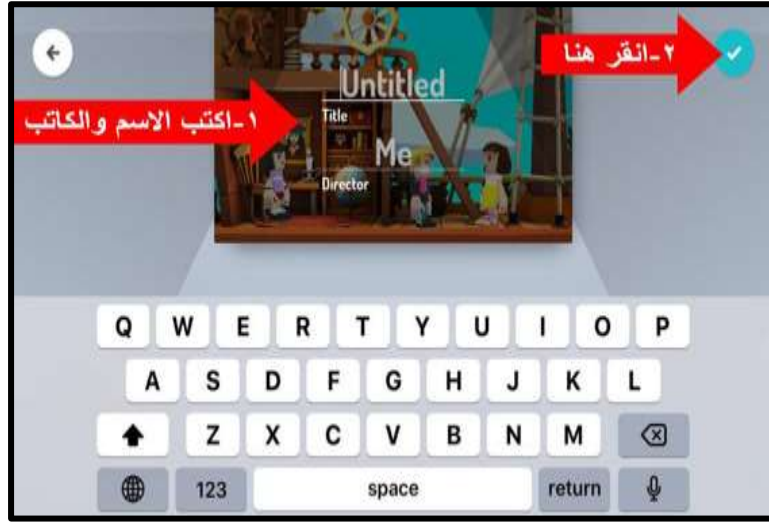 ٢-انقر هنا
Untitled
Title
١-اكتب الاسم والكاتب
Me
Director
Q W E R T Y U I O P
A S D F G H J K L
Z X C V B N M
123 space return